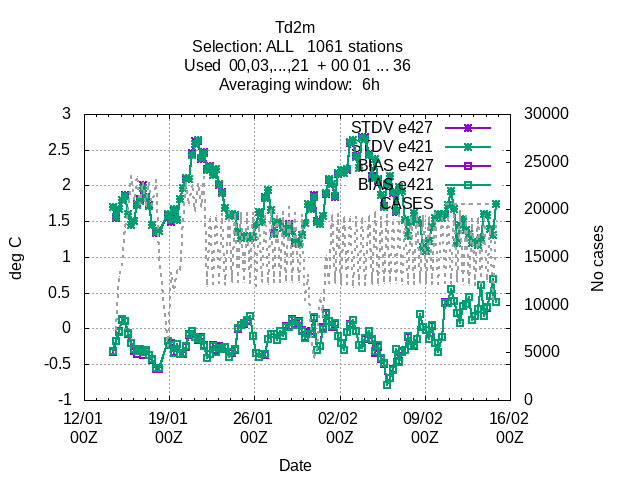 Td2m
Selection: ALL   1061 stations
Used  00,03,...,21  + 00 01 ... 36
Averaging window:  6h
3
2.5
2
1.5
1
0.5
0
-0.5
-1
deg C
30000
25000
20000
15000
10000
5000
0
No cases
STDV e427
STDV e421
BIAS e427
BIAS e421
CASES
12/01 19/01 26/01 02/02 09/02 16/02
00Z 00Z 00Z 00Z 00Z 00Z
Date